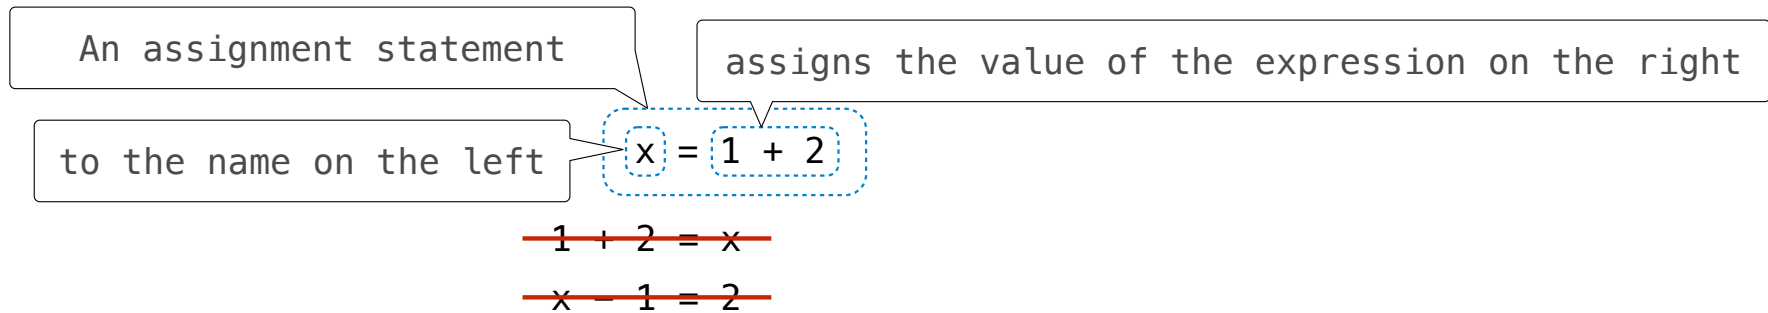 An assignment statement
assigns the value of the expression on the right
to the name on the left
x = 1 + 2
1 + 2 = x
x - 1 = 2